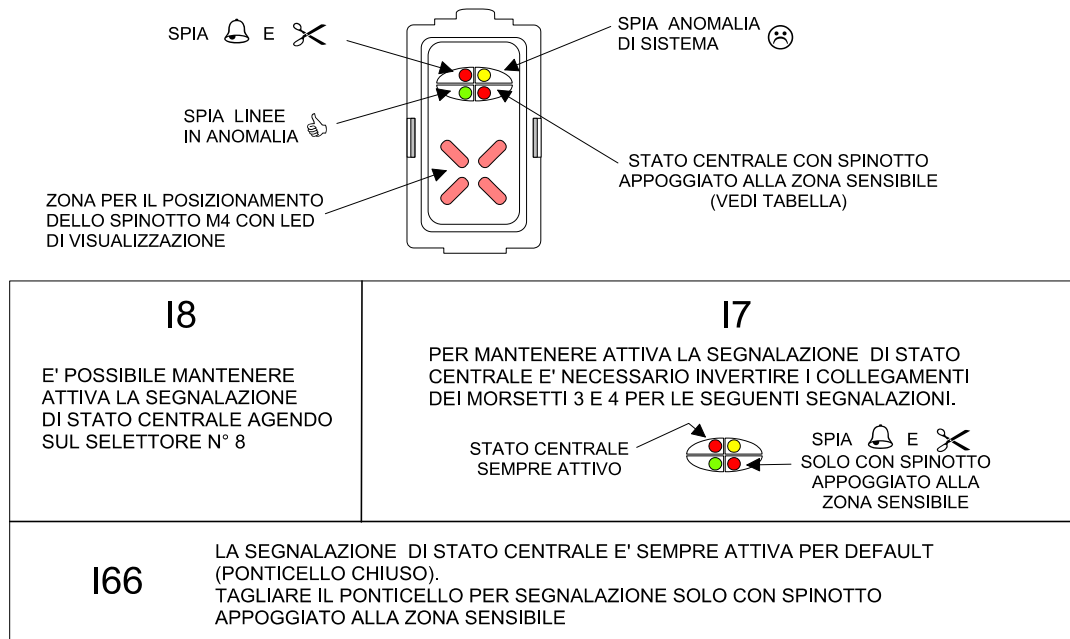 SPIA E
SPIA ANOMALIA
DI SISTEMA
SPIA LINEE
IN ANOMALIA
STATO CENTRALE CON SPINOTTO
APPOGGIATO ALLA ZONA SENSIBILE
(VEDI TABELLA)
ZONA PER IL POSIZIONAMENTO
DELLO SPINOTTO M4 CON LED
DI VISUALIZZAZIONE
I8
E' POSSIBILE MANTENERE
ATTIVA LA SEGNALAZIONE
DI STATO CENTRALE AGENDO
SUL SELETTORE N° 8
I7
PER MANTENERE ATTIVA LA SEGNALAZIONE DI STATO
CENTRALE E' NECESSARIO INVERTIRE I COLLEGAMENTI
DEI MORSETTI 3 E 4 PER LE SEGUENTI SEGNALAZIONI.
STATO CENTRALE
SEMPRE ATTIVO
SPIA E
SOLO CON SPINOTTO
APPOGGIATO ALLA
ZONA SENSIBILE
I66
LA SEGNALAZIONE DI STATO CENTRALE E' SEMPRE ATTIVA PER DEFAULT
(PONTICELLO CHIUSO).
TAGLIARE IL PONTICELLO PER SEGNALAZIONE SOLO CON SPINOTTO
APPOGGIATO ALLA ZONA SENSIBILE